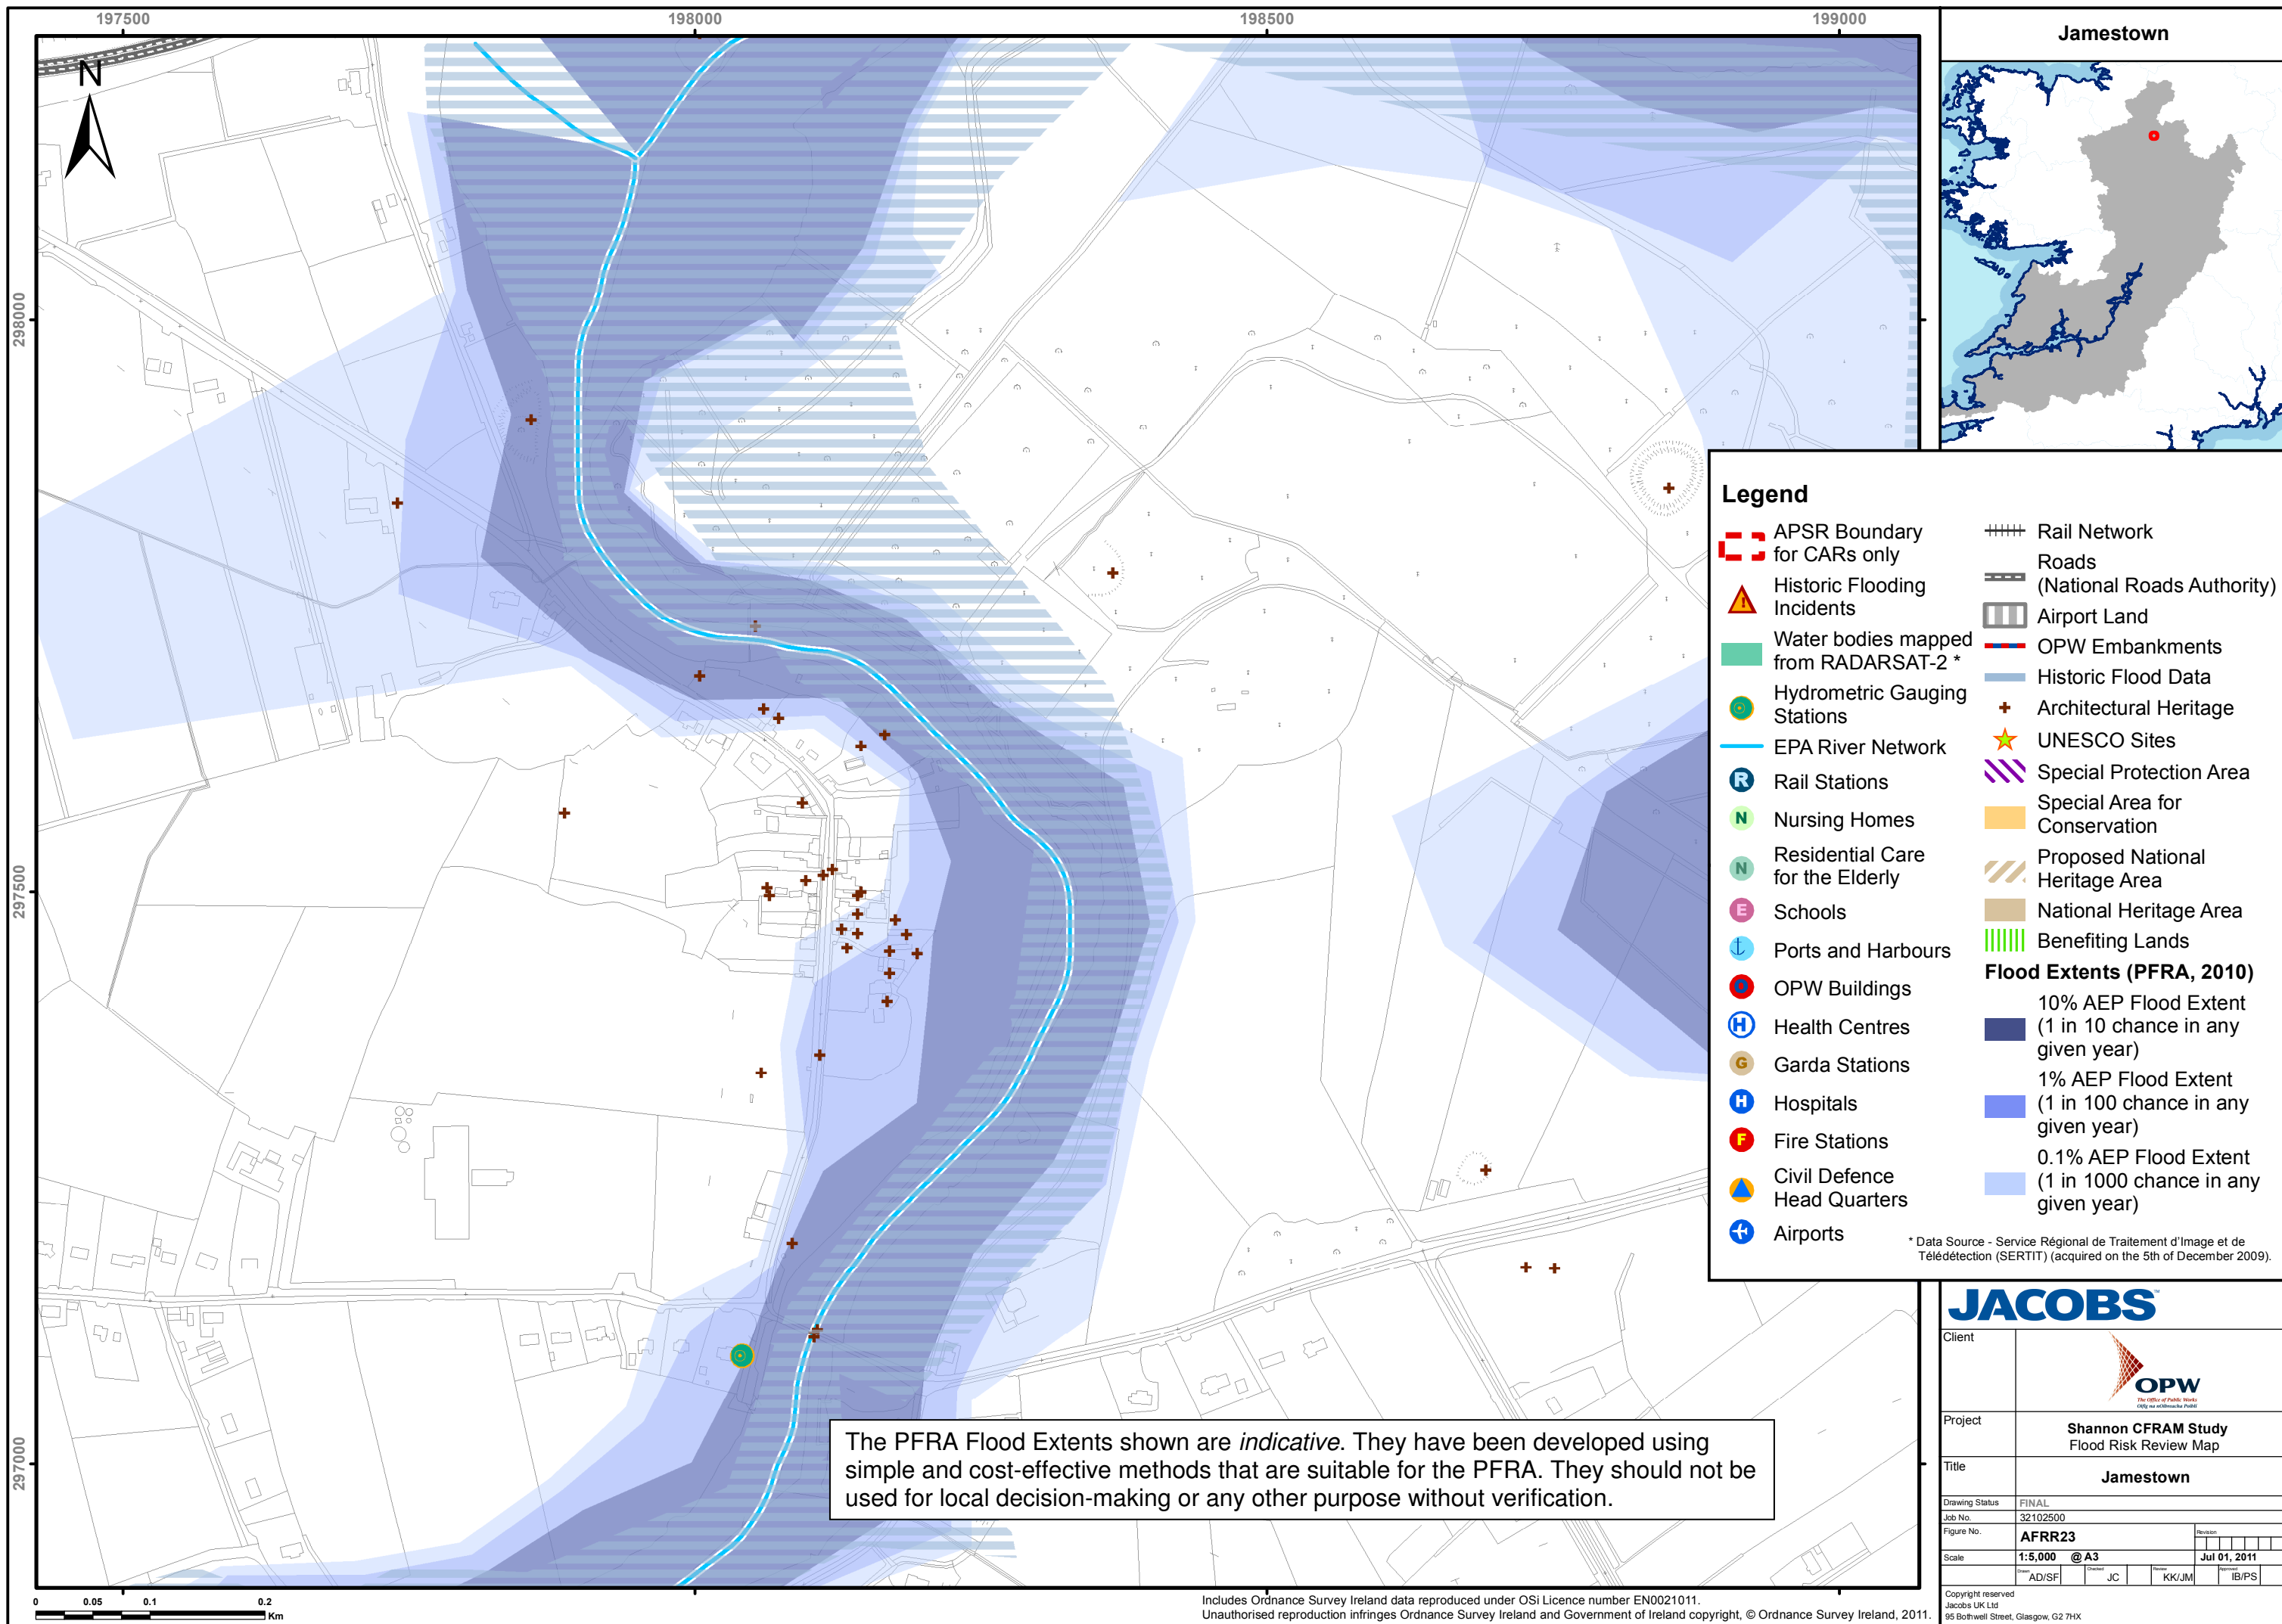 197500
198000
198500
199000
298000
297500
297000
N
Jamestown
Legend
APSR Boundary
for CARs only
Historic Flooding
Incidents
Water bodies mapped
from RADARSAT-2 *
Hydrometric Gauging
Stations
EPA River Network
R Rail Stations
N Nursing Homes
N Residential Care
for the Elderly
E Schools
Ports and Harbours
OPW Buildings
H Health Centres
G Garda Stations
H Hospitals
F Fire Stations
Civil Defence
Head Quarters
Airports
Rail Network
Roads
(National Roads Authority)
Airport Land
OPW Embankments
Historic Flood Data
Architectural Heritage
UNESCO Sites
Special Protection Area
Special Area for
Conservation
Proposed National
Heritage Area
National Heritage Area
Benefiting Lands
Flood Extents (PFRA, 2010)
10% AEP Flood Extent
(1 in 10 chance in any
given year)
1% AEP Flood Extent
(1 in 100 chance in any
given year)
0.1% AEP Flood Extent
(1 in 1000 chance in any
given year)
* Data Source - Service Régional de Traitement d'Image et de
Télédétection (SERTIT) (acquired on the 5th of December 2009).
The PFRA Flood Extents shown are indicative. They have been developed using
simple and cost-effective methods that are suitable for the PFRA. They should not be
used for local decision-making or any other purpose without verification.
JACOBS
Client
OPW
The Office of Public Works
Oifig na nOibreacha Poiblí
Project
Shannon CFRAM Study
Flood Risk Review Map
Title
Jamestown
Drawing Status FINAL
Job No. 32102500
Figure No. AFRR23 Revision
Scale 1:5,000 @ A3 Jul 01, 2011
Drawn AD/SF Checked JC Review KK/JM Approved IB/PS
Copyright reserved
Jacobs UK Ltd
95 Bothwell Street, Glasgow, G2 7HX
0 0.05 0.1 0.2
Km
Includes Ordnance Survey Ireland data reproduced under OSi Licence number EN0021011.
Unauthorised reproduction infringes Ordnance Survey Ireland and Government of Ireland copyright, © Ordnance Survey Ireland, 2011.